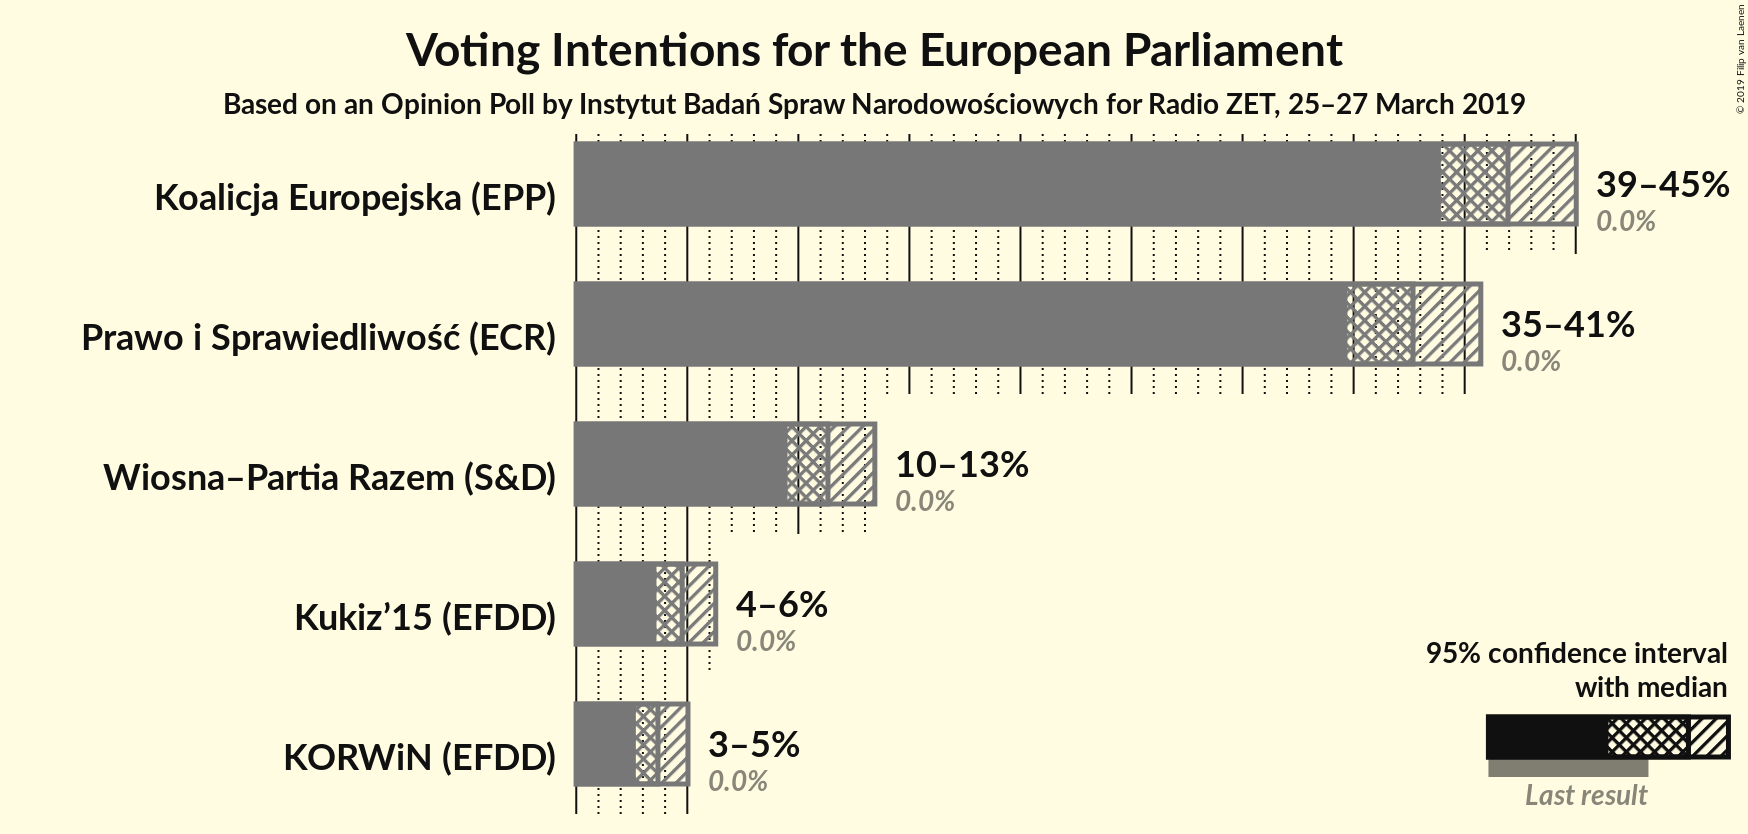 Voting Intentions for the European Parliament
Based on an Opinion Poll by Instytut Badań Spraw Narodowościowych for Radio ZET, 25–27 March 2019
© 2019 Filip van Laenen
Koalicja Europejska (EPP)
39–45%
0.0%
Prawo i Sprawiedliwość (ECR)
35–41%
0.0%
Wiosna–Partia Razem (S&D)
10–13%
0.0%
Kukiz’15 (EFDD)
4–6%
0.0%
KORWiN (EFDD)
3–5%
0.0%
95% confidence interval
with median
Last result